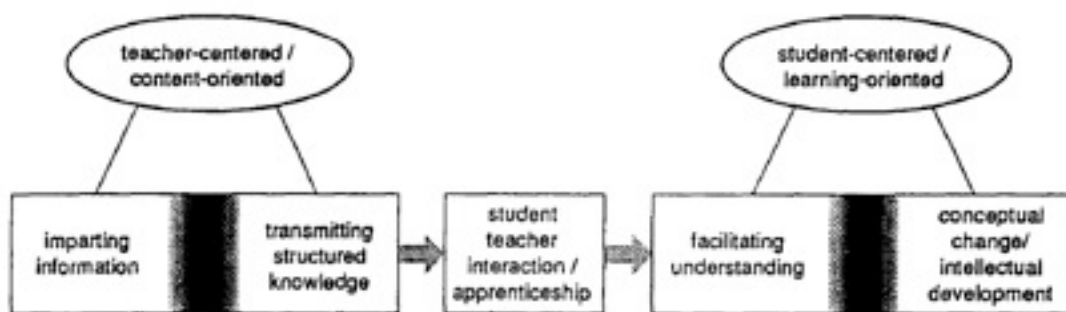 teacher-centered /
content-oriented
student-centered /
learning-oriented
imparting
information
transmitting
structured
knowledge
student
teacher
interaction /
apprenticeship
facilitating
understanding
conceptual
change/
intellectual
development